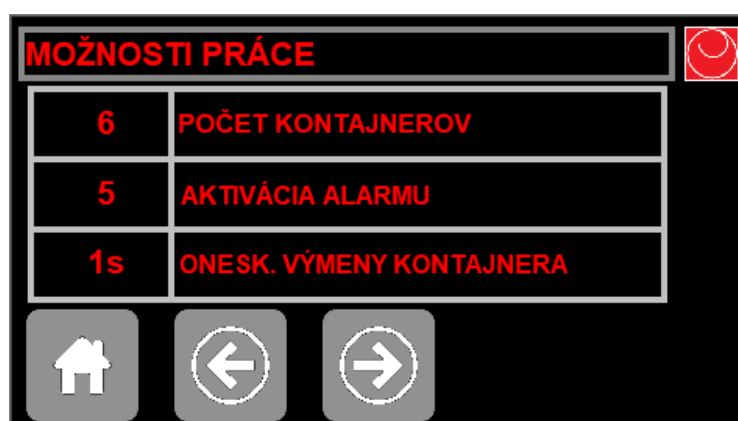 MOŽNOSTI PRÁCE
6 POČET KONTAJNEROV
5 AKTIVÁCIA ALARMU
1s ONESK. VÝMENY KONTAJNERA